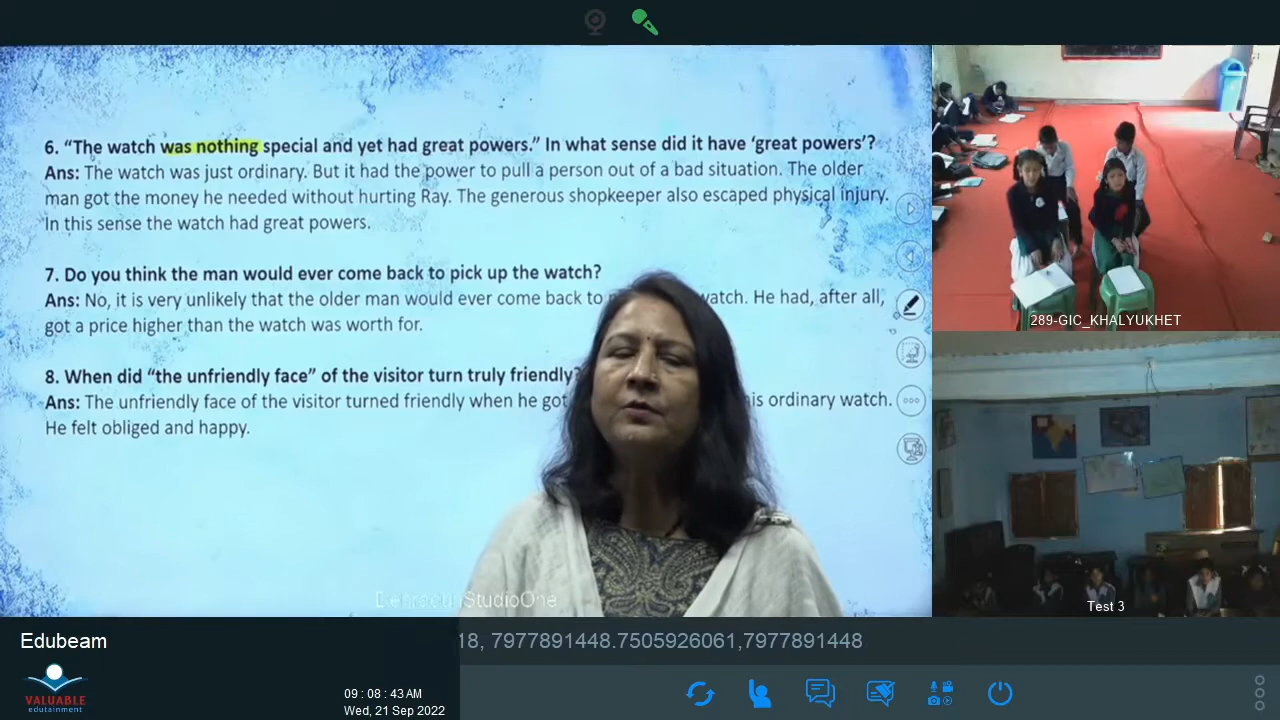 6. “The watch was nothing special and yet had great powers.” In what sense did it have ‘great powers’?
Ans: The watch was just ordinary. But it had the power to pull a person out of a bad situation. The older
man got the money he needed without hurting Ray. The generous shopkeeper also escaped physical injury.
In this sense the watch had great powers.
7. Do you think the man would ever come back to pick up the watch?
Ans: No, it is very unlikely that the older man would ever come back to watch. He had, after all,
got a price higher than the watch was worth for.
8. When did “the unfriendly face” of the visitor turn truly friendly?
Ans: The unfriendly face of the visitor turned friendly when he got ordinary watch.
He felt obliged and happy.
DehradunStudioOne
289-GIC_KHALYUKHET
Test 3
Edubeam
18, 7977891448.7505926061,7977891448
VALUABLE
edutainment
09 : 08 : 43 AM
Wed, 21 Sep 2022